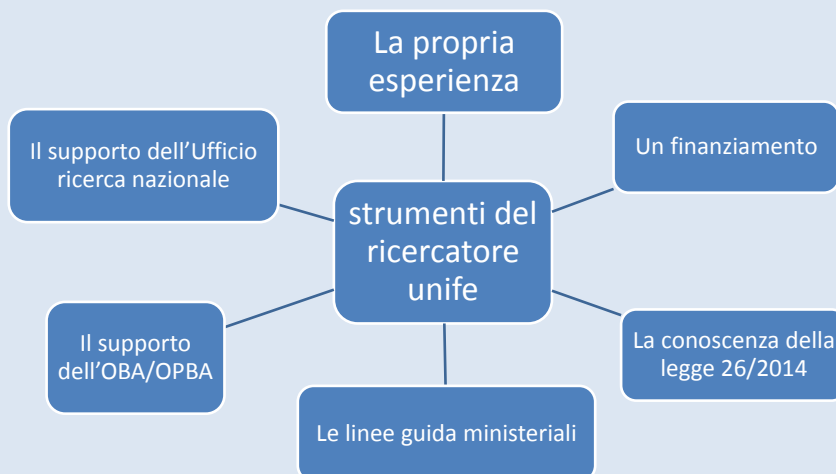 La propria
esperienza
Il supporto dell'Ufficio
ricerca nazionale
Un finanziamento
strumenti del
ricercatore
unife
Il supporto
dell'OBA/OPBA
La conoscenza della
legge 26/2014
Le linee guida ministeriali